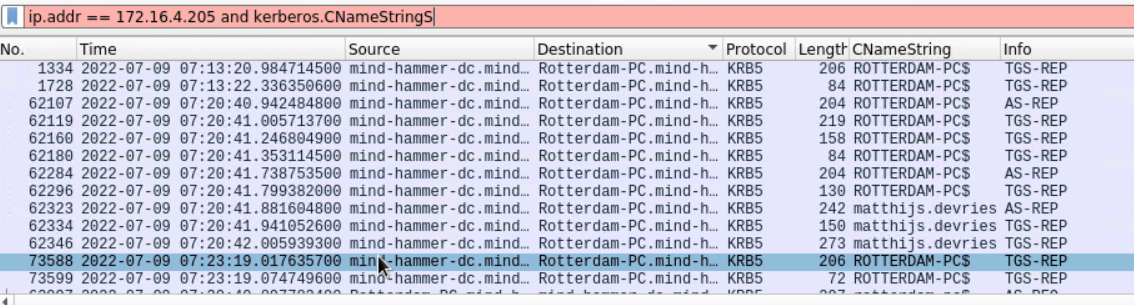 ip.addr == 172.16.4.205 and kerberos.CNameStringS
No. Time Source Destination Protocol Length CNameString Info
1334 2022-07-09 07:13:20.984714500 mind-hammer-dc.mind… Rotterdam-PC.mind-h… KRB5 206 ROTTERDAM-PC$ TGS-REP
1728 2022-07-09 07:13:22.336350600 mind-hammer-dc.mind… Rotterdam-PC.mind-h… KRB5 84 ROTTERDAM-PC$ TGS-REP
62107 2022-07-09 07:20:40.942484800 mind-hammer-dc.mind… Rotterdam-PC.mind-h… KRB5 204 ROTTERDAM-PC$ AS-REP
62119 2022-07-09 07:20:41.005713700 mind-hammer-dc.mind… Rotterdam-PC.mind-h… KRB5 219 ROTTERDAM-PC$ TGS-REP
62160 2022-07-09 07:20:41.246804900 mind-hammer-dc.mind… Rotterdam-PC.mind-h… KRB5 158 ROTTERDAM-PC$ TGS-REP
62180 2022-07-09 07:20:41.353114500 mind-hammer-dc.mind… Rotterdam-PC.mind-h… KRB5 84 ROTTERDAM-PC$ TGS-REP
62284 2022-07-09 07:20:41.738753500 mind-hammer-dc.mind… Rotterdam-PC.mind-h… KRB5 204 ROTTERDAM-PC$ AS-REP
62296 2022-07-09 07:20:41.799382000 mind-hammer-dc.mind… Rotterdam-PC.mind-h… KRB5 130 ROTTERDAM-PC$ TGS-REP
62323 2022-07-09 07:20:41.881604800 mind-hammer-dc.mind… Rotterdam-PC.mind-h… KRB5 242 matthijs.devries AS-REP
62334 2022-07-09 07:20:41.941052600 mind-hammer-dc.mind… Rotterdam-PC.mind-h… KRB5 150 matthijs.devries TGS-REP
62346 2022-07-09 07:20:42.005939300 mind-hammer-dc.mind… Rotterdam-PC.mind-h… KRB5 273 matthijs.devries TGS-REP
73588 2022-07-09 07:23:19.017635700 mind-hammer-dc.mind… Rotterdam-PC.mind-h… KRB5 206 ROTTERDAM-PC$ TGS-REP
73599 2022-07-09 07:23:19.074749600 mind-hammer-dc.mind… Rotterdam-PC.mind-h… KRB5 72 ROTTERDAM-PC$ TGS-REP